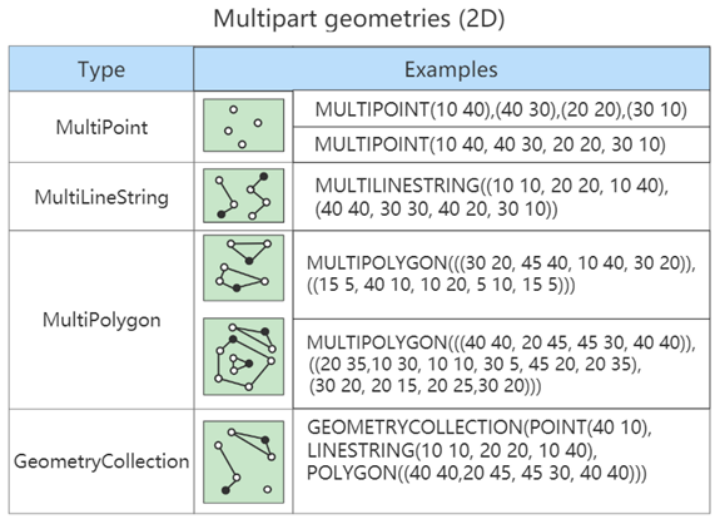 Multipart geometries (2D)
Type
Examples
MultiPoint
MULTIPOINT(10 40),(40 30),(20 20),(30 10)
MULTIPOINT(10 40, 40 30, 20 20, 30 10)
MultiLineString
MULTILINESTRING((10 10, 20 20, 10 40),
(40 40, 30 30, 40 20, 30 10))
MultiPolygon
MULTIPOLYGON(((30 20, 45 40, 10 40, 30 20)),
((15 5, 40 10, 10 20, 5 10, 15 5)))
MULTIPOLYGON(((40 40, 20 45, 45 30, 40 40)),
((20 35,10 30, 10 10, 30 5, 45 20, 20 35),
(30 20, 20 15, 20 25,30 20)))
GeometryCollection
GEOMETRYCOLLECTION(POINT(40 10),
LINESTRING(10 10, 20 20, 10 40),
POLYGON((40 40,20 45, 45 30, 40 40)))